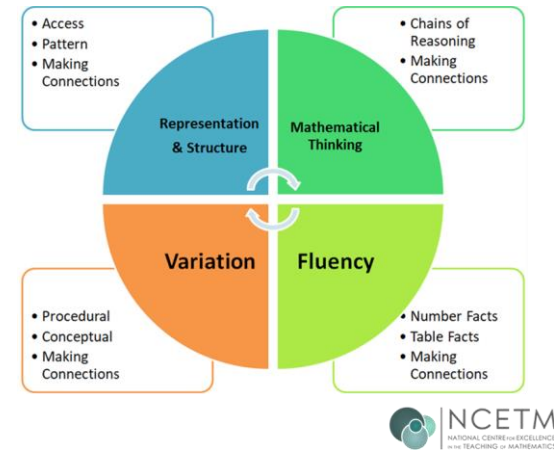 • Access
• Pattern
• Making
Connections
• Chains of
Reasoning
• Making
Connections
Representation
& Structure
Mathematical
Thinking
Variation
Fluency
• Procedural
• Conceptual
• Making
Connections
• Number Facts
• Table Facts
• Making
Connections
NCETM
NATIONAL CENTRE FOR EXCELLENCE
IN THE TEACHING OF MATHEMATICS